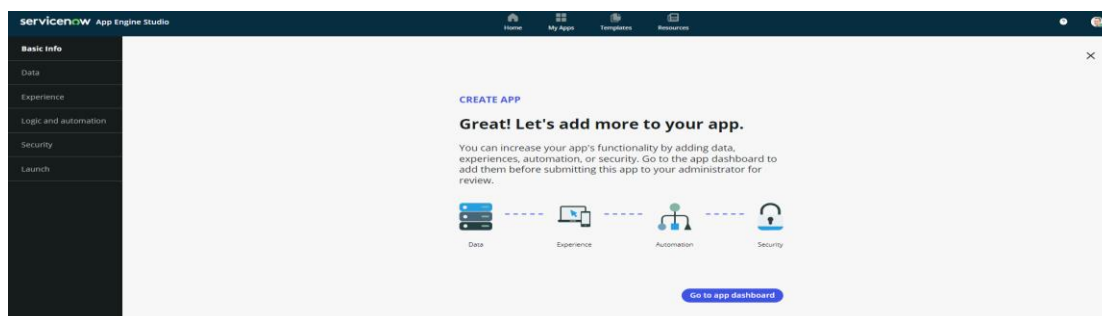 servicenow App Engine Studio
Home My Apps Templates Resources
Basic Info
Data
Experience
Logic and automation
Security
Launch
CREATE APP
Great! Let's add more to your app.
You can increase your app's functionality by adding data,
experiences, automation, or security. Go to the app dashboard to
add them before submitting this app to your administrator for
review.
Data Experience Automation Security
Go to app dashboard